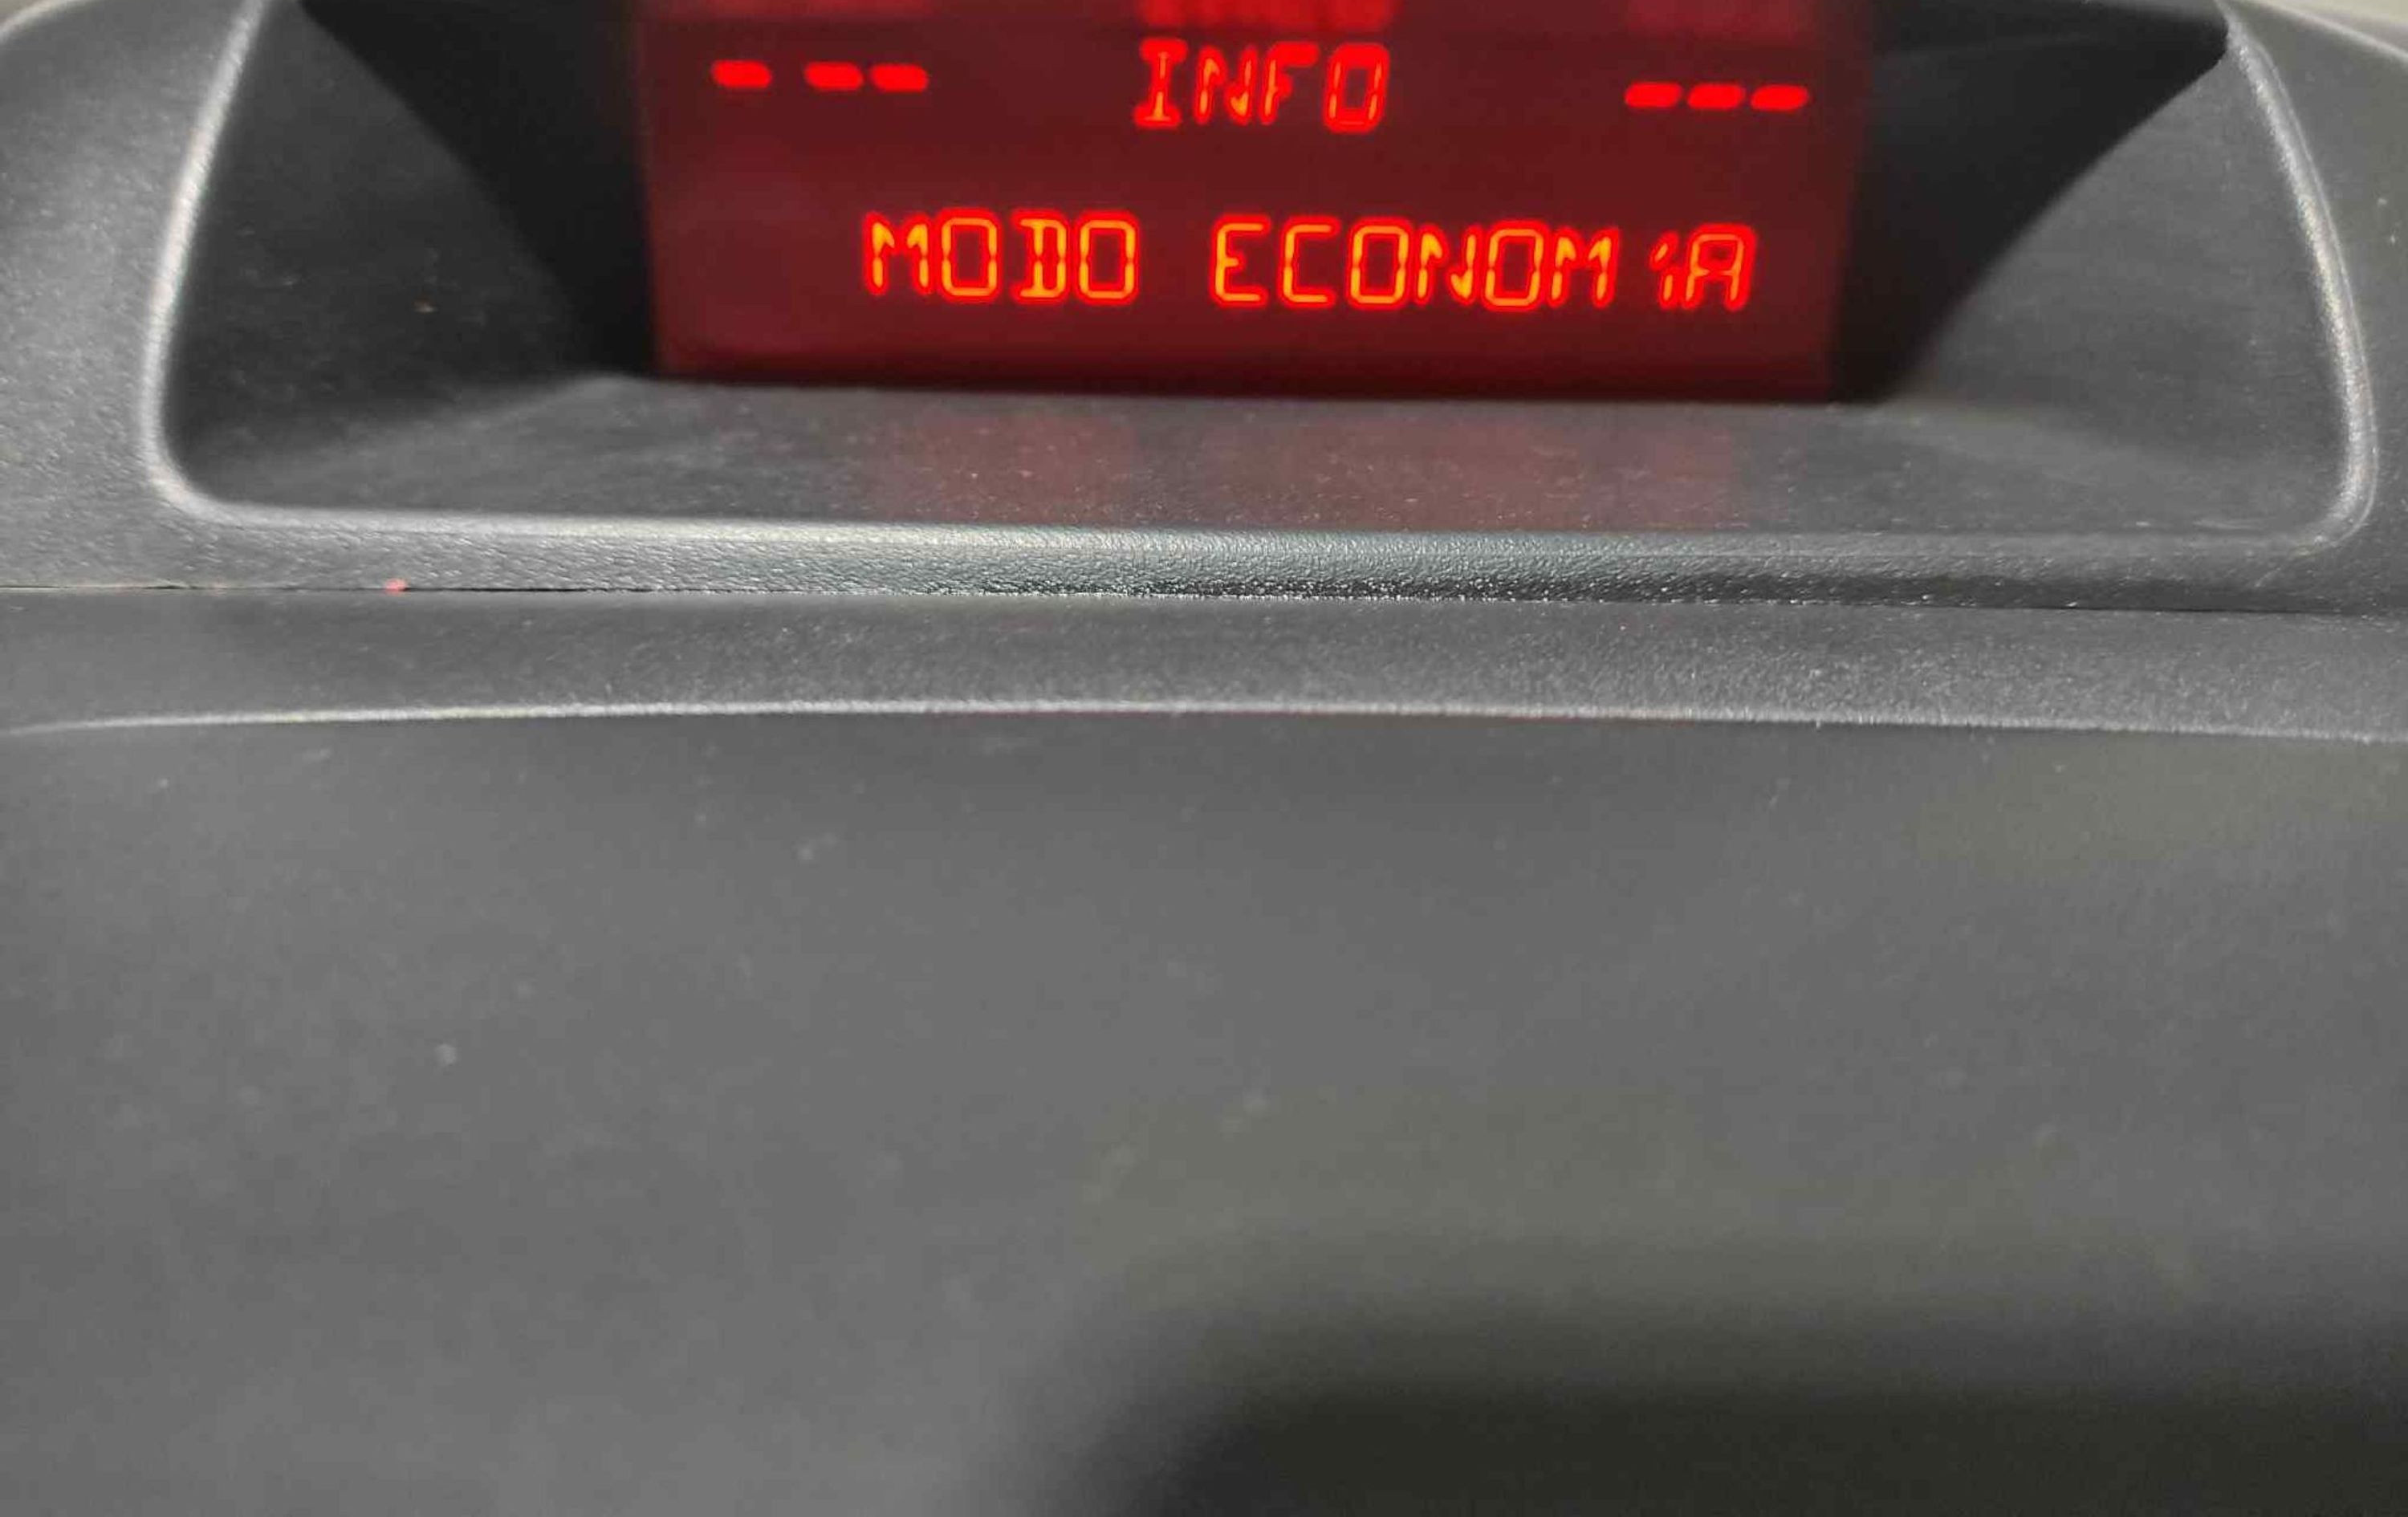 -- --- INFO ---
MODO ECONOMIA